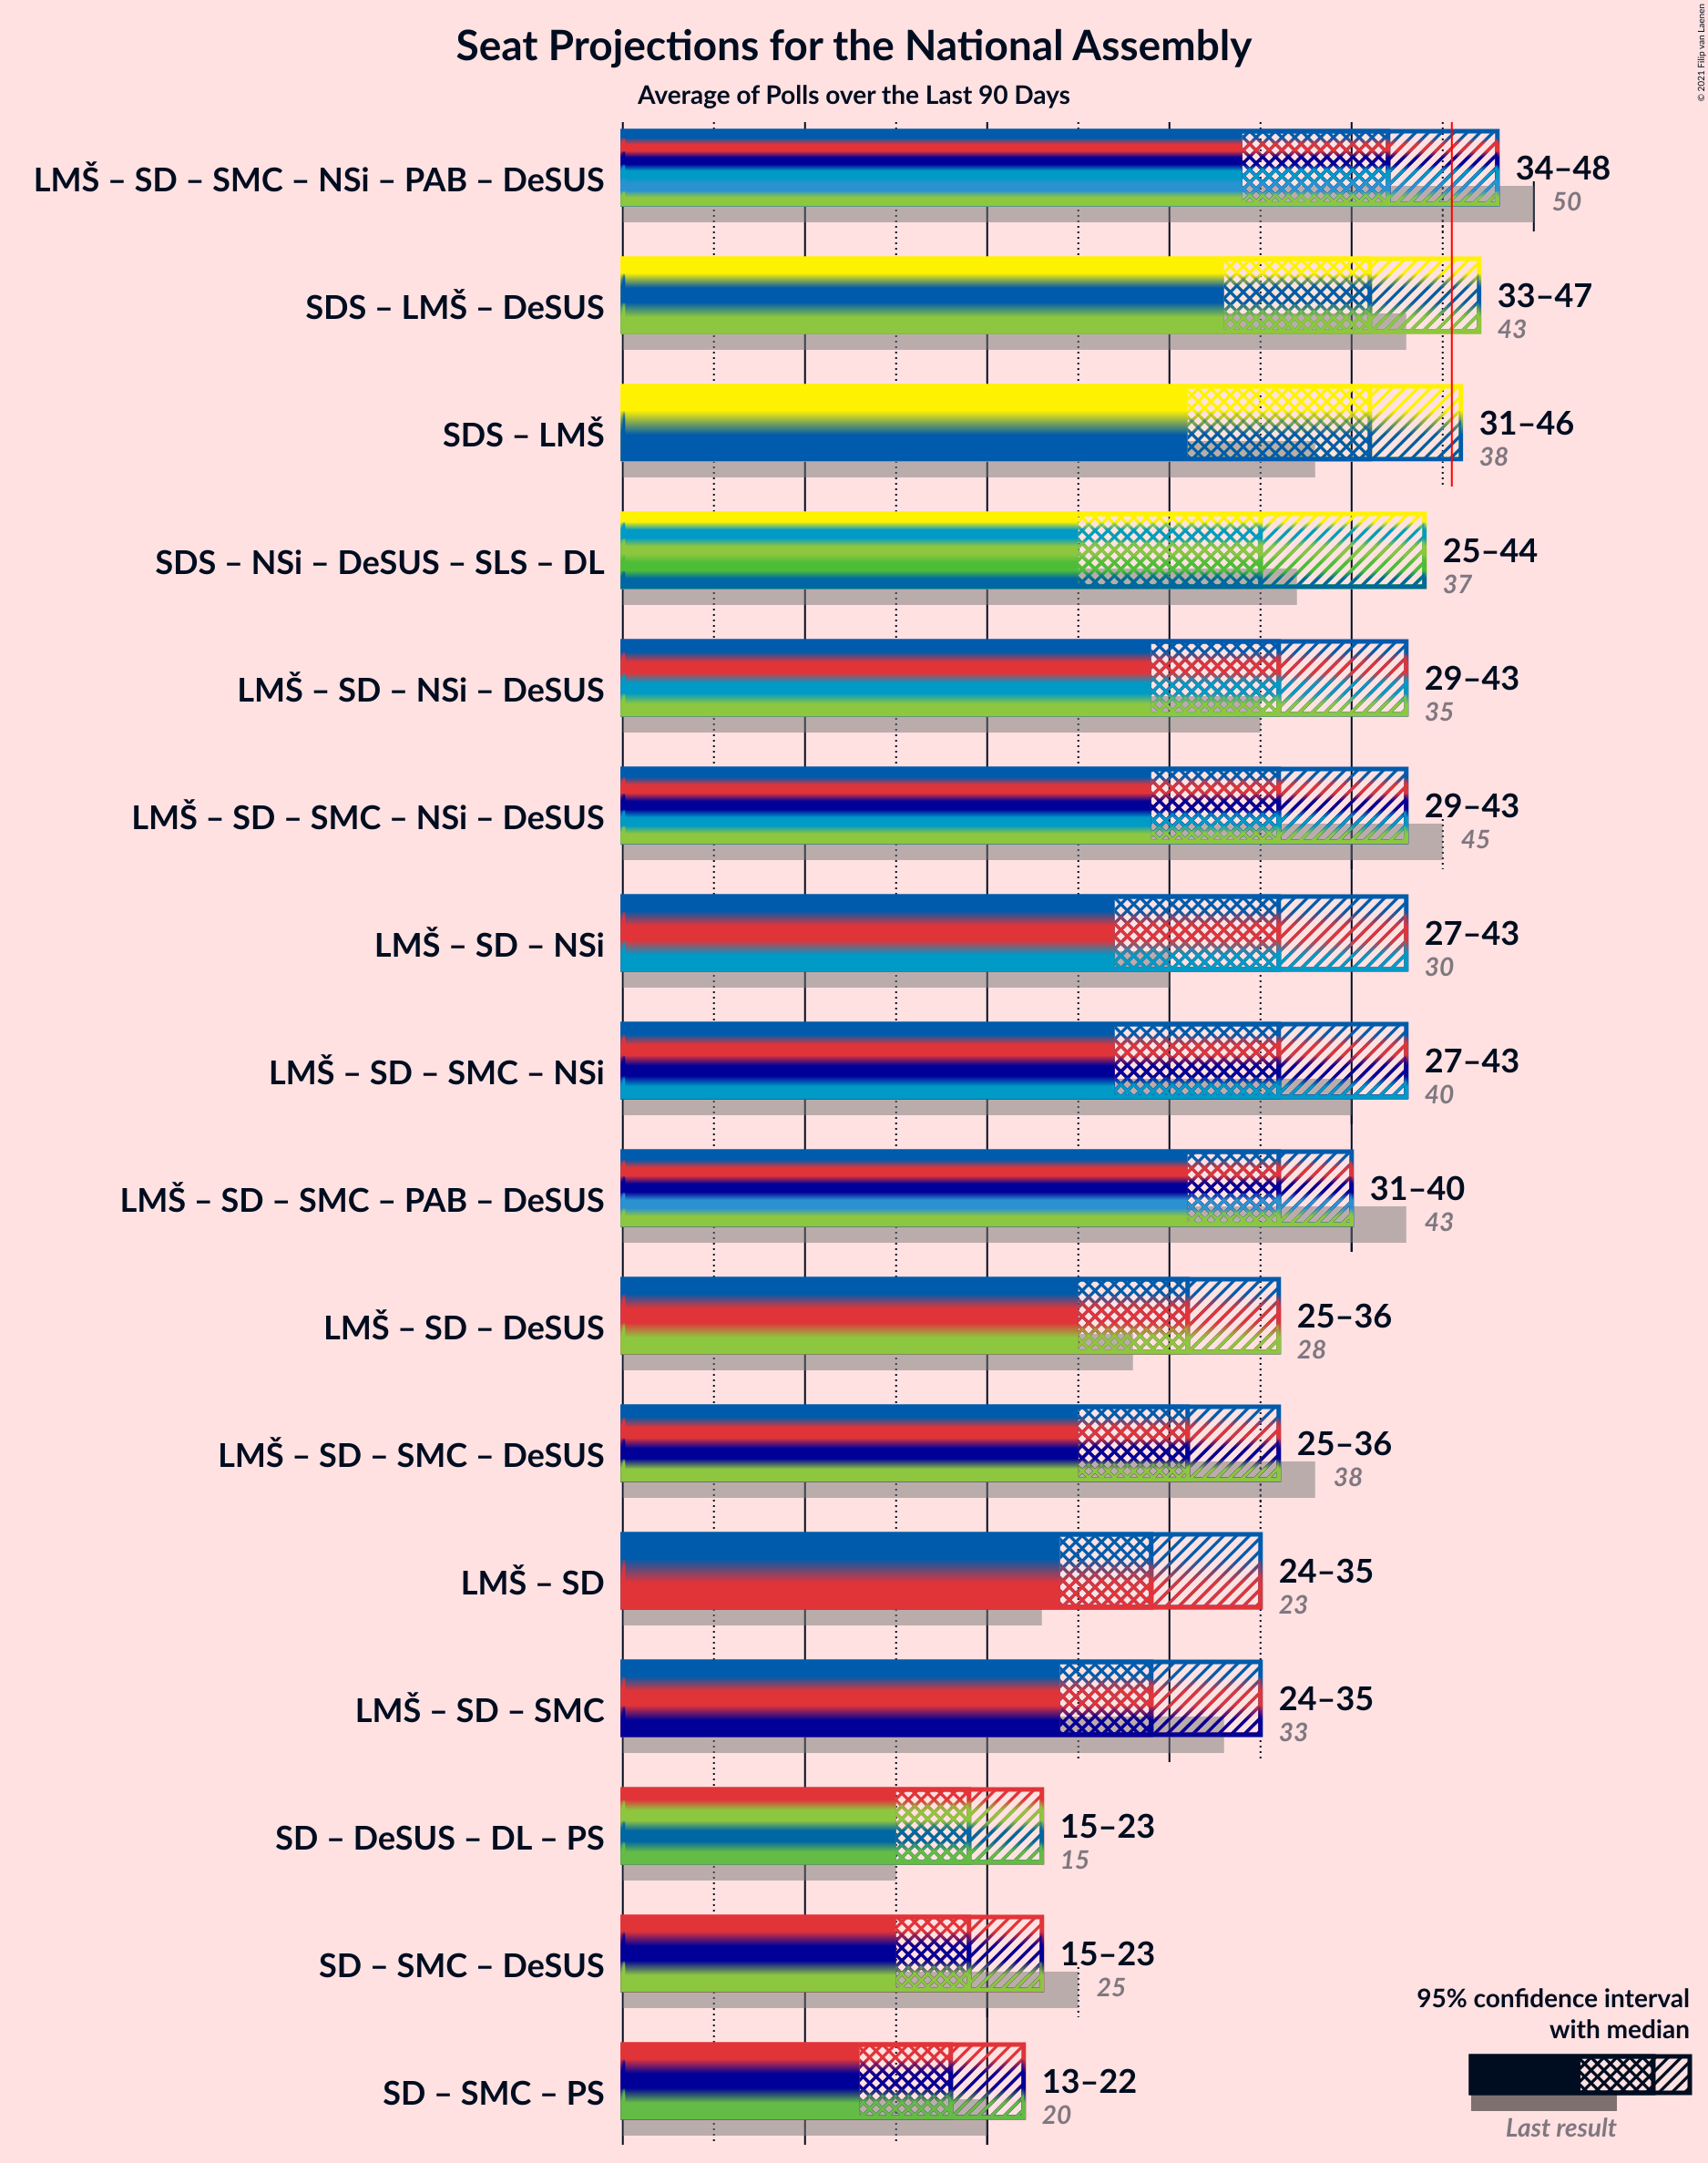 Seat Projections for the National Assembly
Average of Polls over the Last 90 Days
© 2021 Filip van Laenen
LMŠ – SD – SMC – NSi – PAB – DeSUS
34–48
50
SDS – LMŠ – DeSUS
33–47
43
SDS – LMŠ
31–46
38
SDS – NSi – DeSUS – SLS – DL
25–44
37
LMŠ – SD – NSi – DeSUS
29–43
35
LMŠ – SD – SMC – NSi – DeSUS
29–43
45
LMŠ – SD – NSi
27–43
30
LMŠ – SD – SMC – NSi
27–43
40
LMŠ – SD – SMC – PAB – DeSUS
31–40
43
LMŠ – SD – DeSUS
25–36
28
LMŠ – SD – SMC – DeSUS
25–36
38
LMŠ – SD
24–35
23
LMŠ – SD – SMC
24–35
33
SD – DeSUS – DL – PS
15–23
15
SD – SMC – DeSUS
15–23
25
SD – SMC – PS
13–22
20
95% confidence interval
with median
Last result